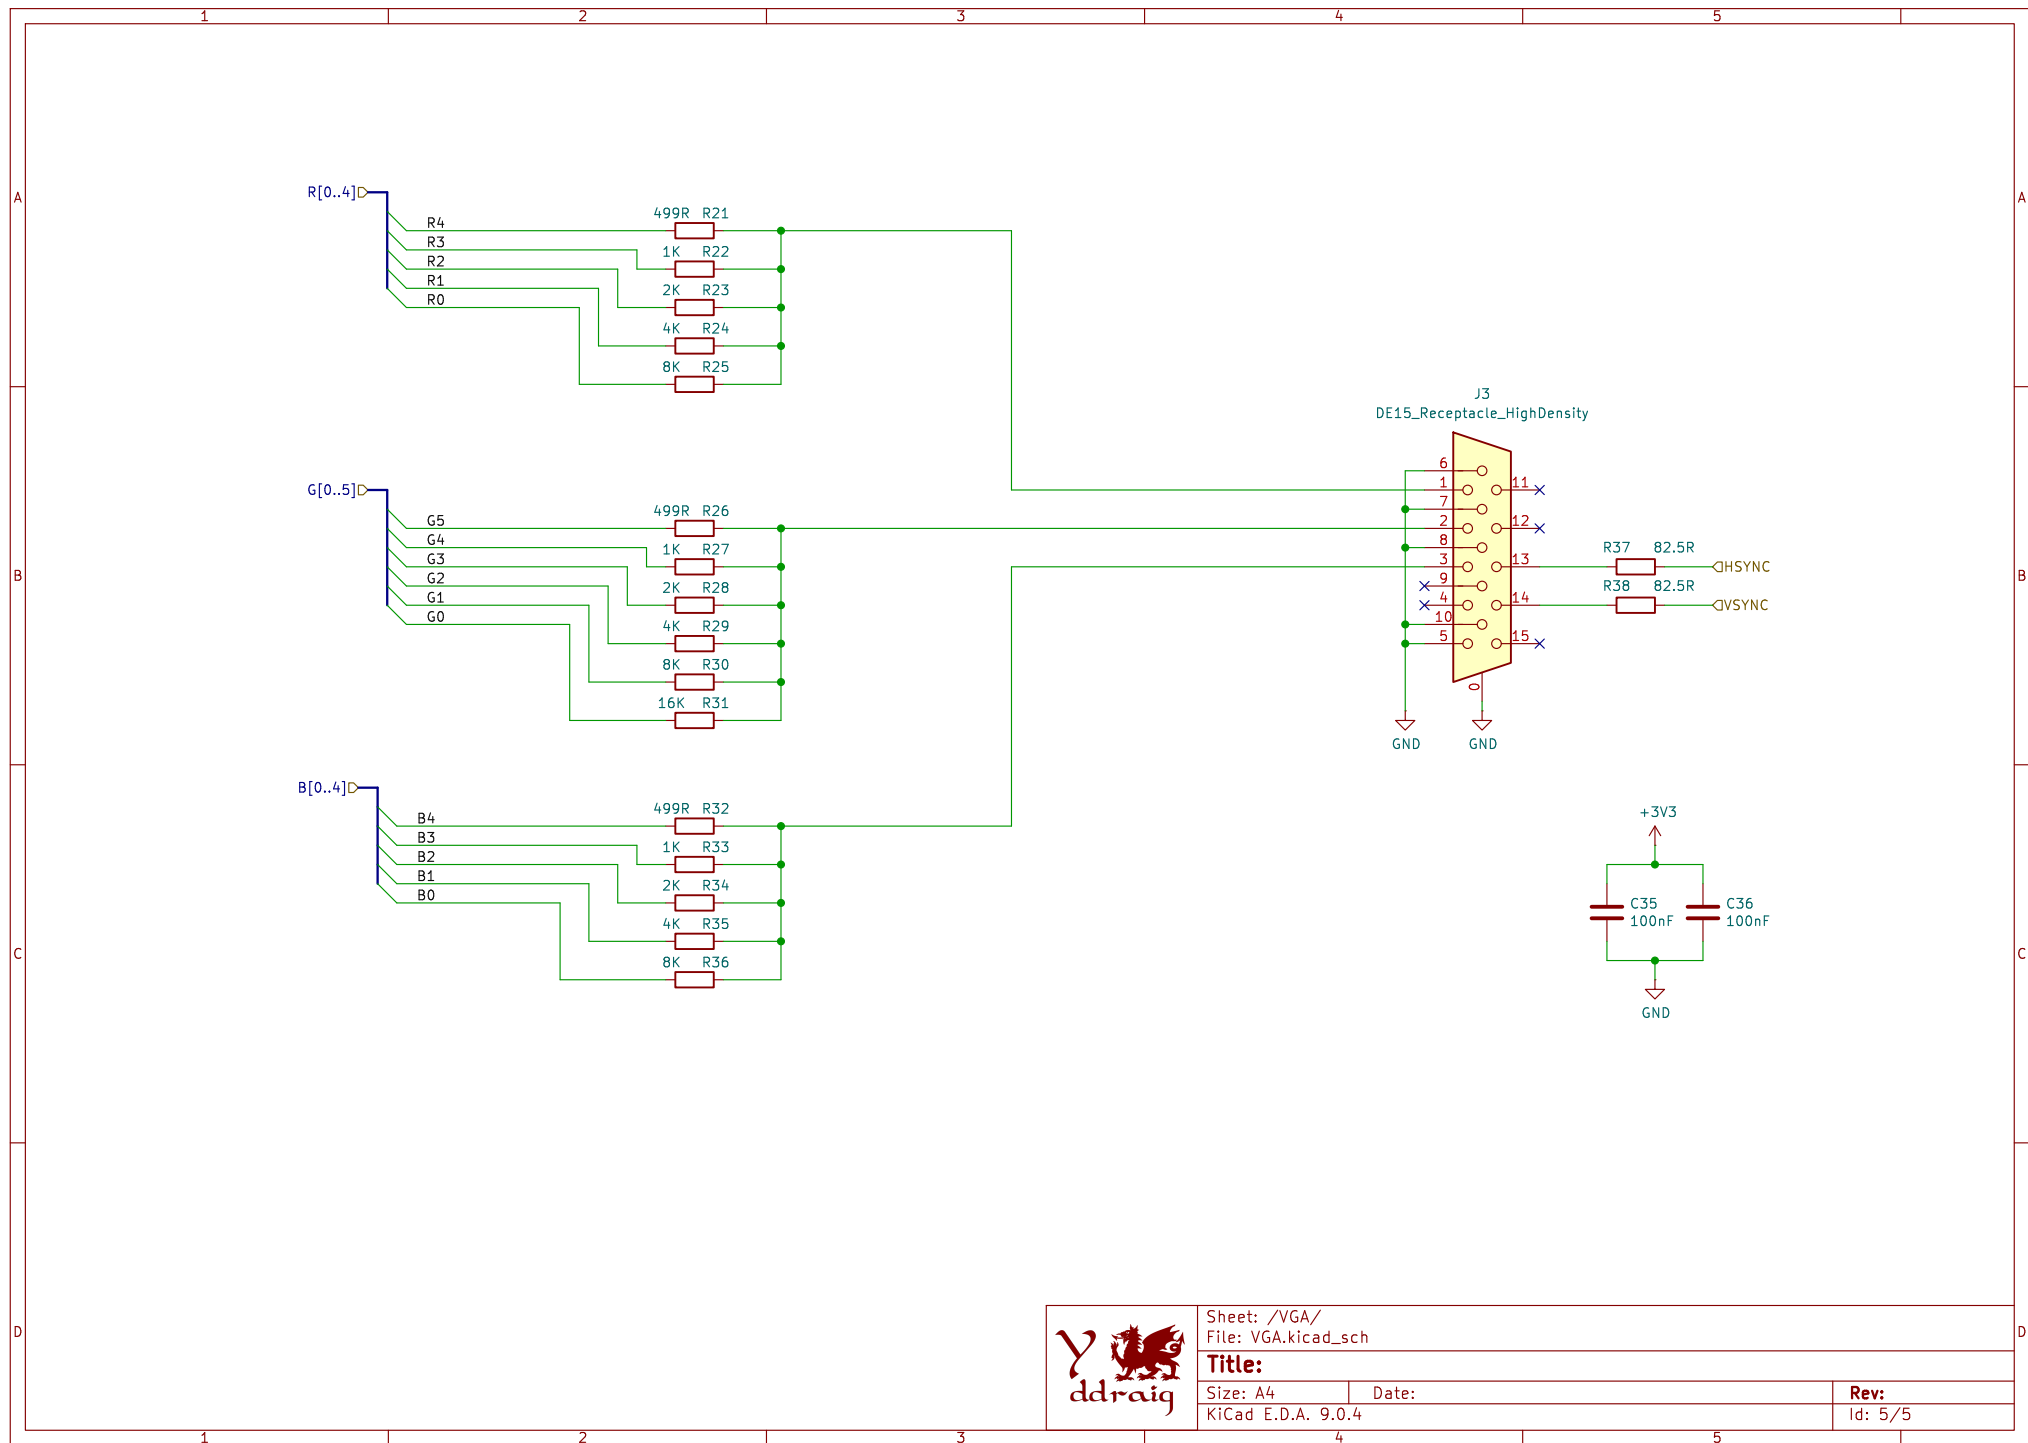 1 2 3 4 5
A A
B B
C C
D D
R[0..4]
R4
R3
R2
R1
R0
499R R21
1K R22
2K R23
4K R24
8K R25
G[0..5]
G5
G4
G3
G2
G1
G0
499R R26
1K R27
2K R28
4K R29
8K R30
16K R31
B[0..4]
B4
B3
B2
B1
B0
499R R32
1K R33
2K R34
4K R35
8K R36
J3
DE15_Receptacle_HighDensity
6
1 11
7
2 12
8
3 13
9
4 14
10
5 15
0
GND GND
R37 82.5R HSYNC
R38 82.5R VSYNC
+3V3
C35
100nF
C36
100nF
GND
Y
ddraig
Sheet: /VGA/
File: VGA.kicad_sch
Title:
Size: A4 Date: Rev:
KiCad E.D.A. 9.0.4 Id: 5/5
1 2 3 4 5